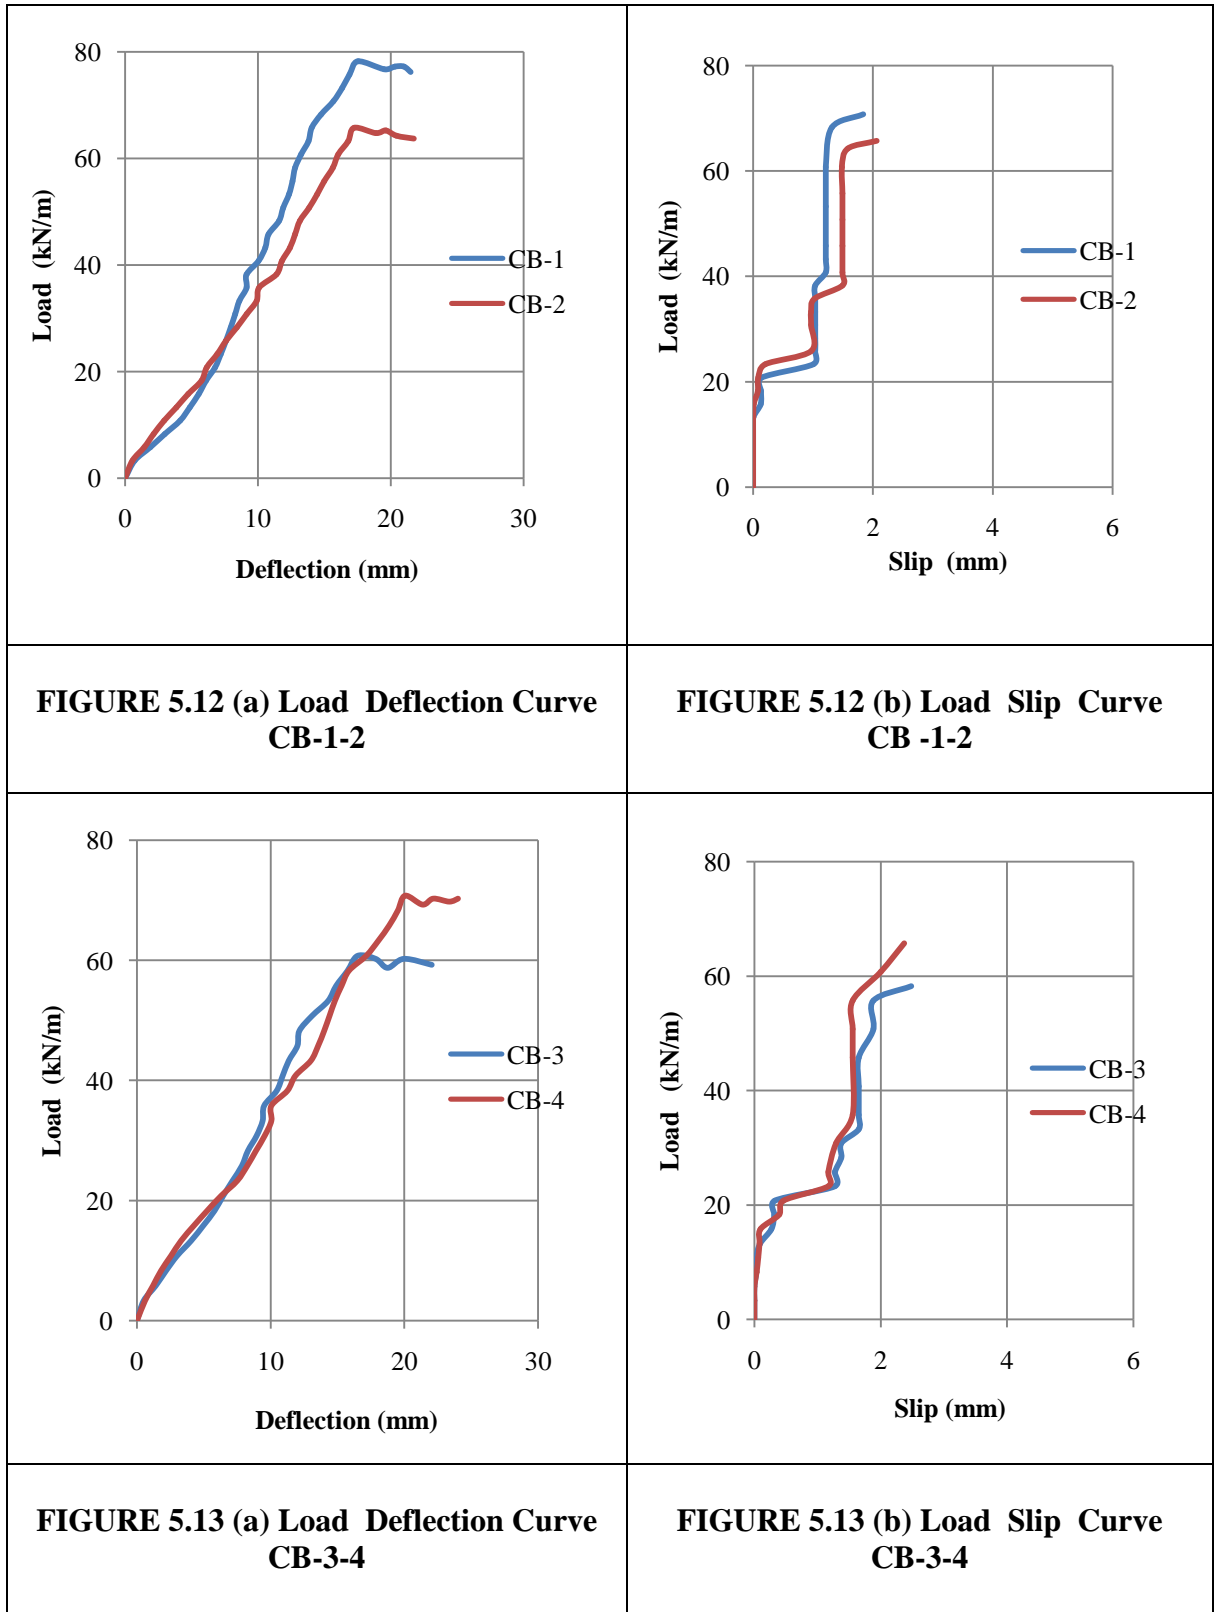 80
60
40
20
0
0 10 20 30
Load (kN/m)
Deflection (mm)
CB-1
CB-2
80
60
40
20
0
0 2 4 6
Load (kN/m)
Slip (mm)
CB-1
CB-2
FIGURE 5.12 (a) Load Deflection Curve
CB-1-2
FIGURE 5.12 (b) Load Slip Curve
CB -1-2
80
60
40
20
0
0 10 20 30
Load (kN/m)
Deflection (mm)
CB-3
CB-4
80
60
40
20
0
0 2 4 6
Load (kN/m)
Slip (mm)
CB-3
CB-4
FIGURE 5.13 (a) Load Deflection Curve
CB-3-4
FIGURE 5.13 (b) Load Slip Curve
CB-3-4